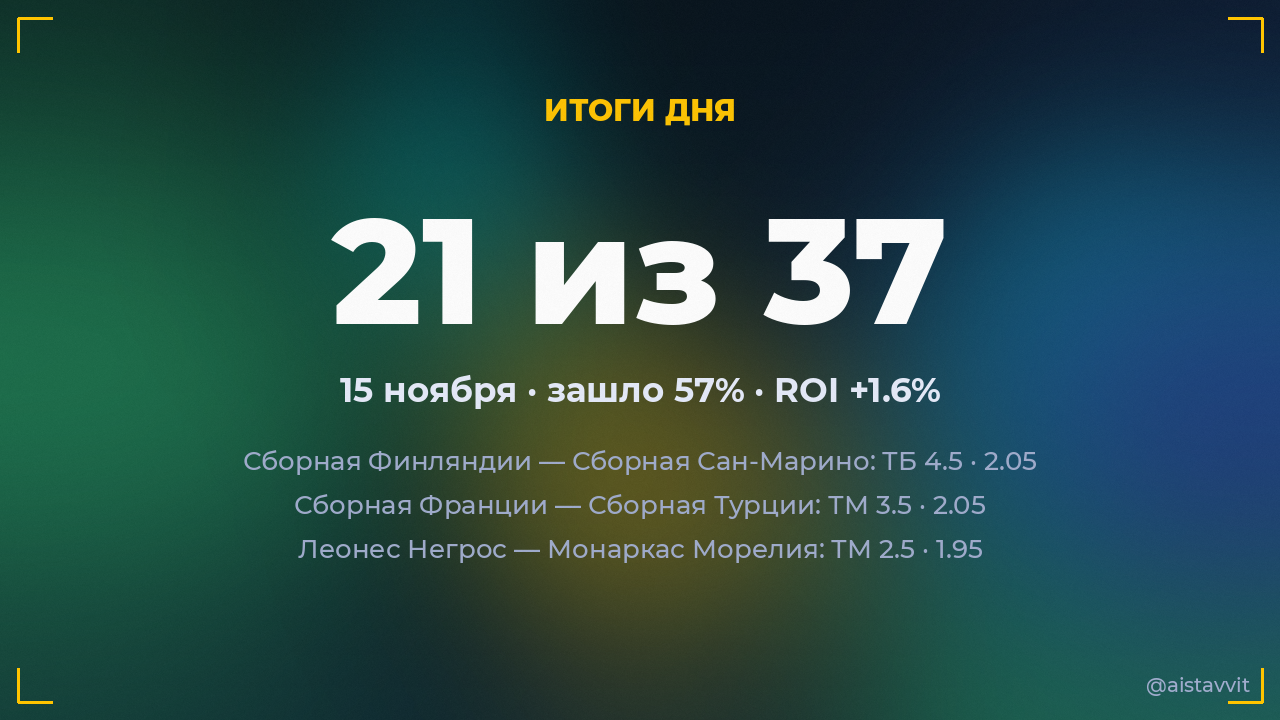 ИТОГИ ДНЯ
21 из 37
15 ноября · зашло 57% · ROI +1.6%
Сборная Финляндии — Сборная Сан-Марино: ТБ 4.5 · 2.05
Сборная Франции — Сборная Турции: ТМ 3.5 · 2.05
Леонес Негрос — Монаркас Морелия: ТМ 2.5 · 1.95
@aistavvit